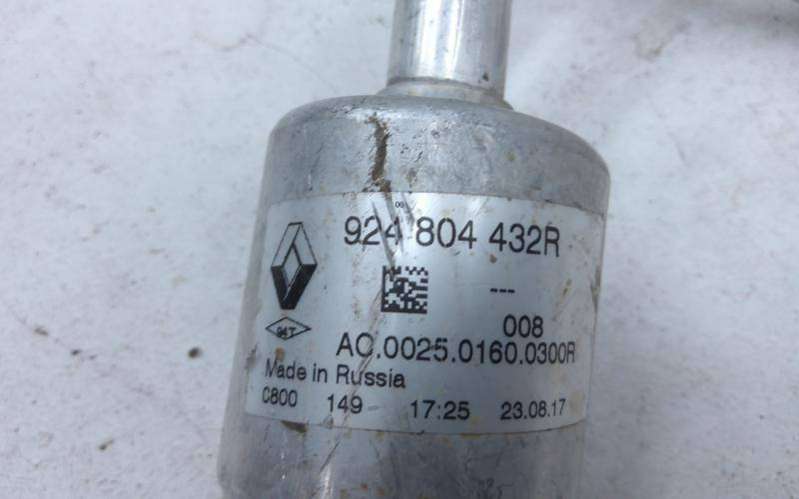 924 804 432R
---
008
AC.0025.0160.0300R
Made in Russia
C800 149 17:25 23.08.17